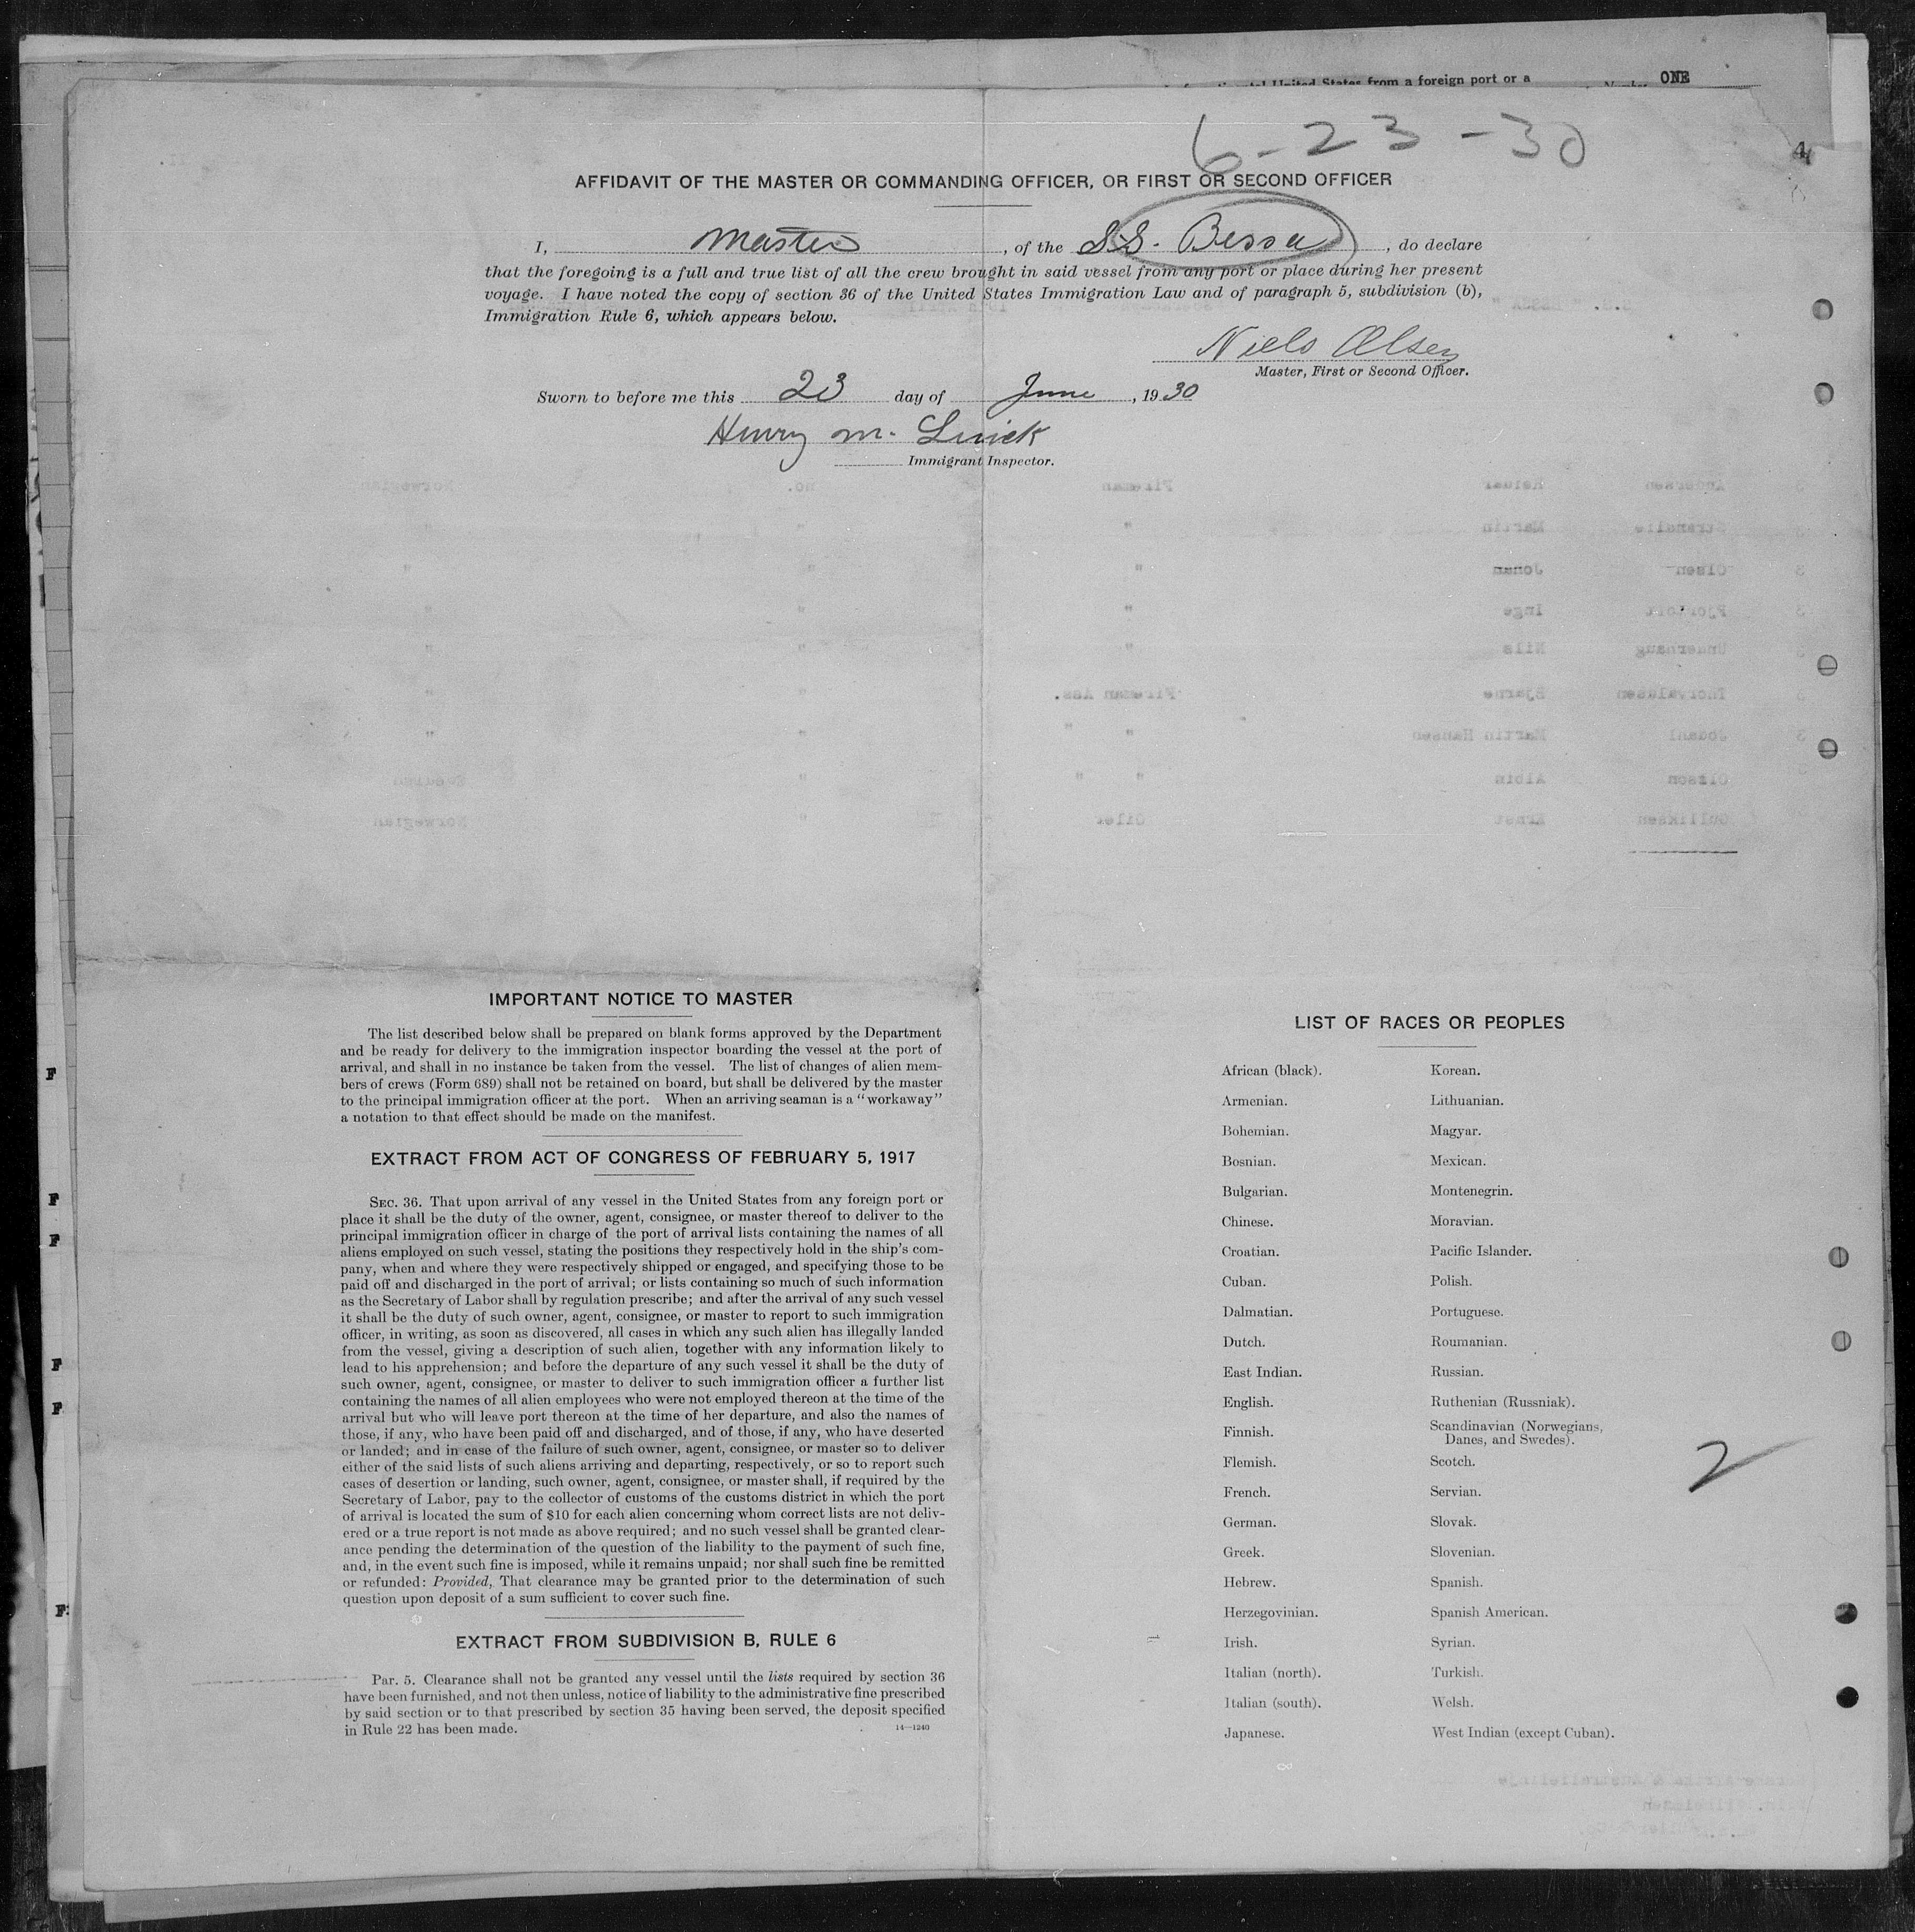 United States from a foreign port or a
ONE
6-23-30
4
AFFIDAVIT OF THE MASTER OR COMMANDING OFFICER, OR FIRST OR SECOND OFFICER
I, Master, of the S.S. Bessa, do declare
that the foregoing is a full and true list of all the crew brought in said vessel from any port or place during her present
voyage. I have noted the copy of section 36 of the United States Immigration Law and of paragraph 5, subdivision (b),
Immigration Rule 6, which appears below.
Niels Olsen
Master, First or Second Officer.
Sworn to before me this 23 day of June, 1930
Henry M.
Immigrant Inspector.
IMPORTANT NOTICE TO MASTER
The list described below shall be prepared on blank forms approved by the Department
and be ready for delivery to the immigration inspector boarding the vessel at the port of
arrival, and shall in no instance be taken from the vessel. The list of changes of alien mem-
bers of crews (Form 689) shall not be retained on board, but shall be delivered by the master
to the principal immigration officer at the port. When an arriving seaman is a "workaway"
a notation to that effect should be made on the manifest.
EXTRACT FROM ACT OF CONGRESS OF FEBRUARY 5, 1917
SEC. 36. That upon arrival of any vessel in the United States from any foreign port or
place it shall be the duty of the owner, agent, consignee, or master thereof to deliver to the
principal immigration officer in charge of the port of arrival lists containing the names of all
aliens employed on such vessel, stating the positions they respectively hold in the ship's com-
pany, when and where they were respectively shipped or engaged, and specifying those to be
paid off and discharged in the port of arrival; or lists containing so much of such information
as the Secretary of Labor shall by regulation prescribe; and after the arrival of any such vessel
it shall be the duty of such owner, agent, consignee, or master to report to such immigration
officer, in writing, as soon as discovered, all cases in which any such alien has illegally landed
from the vessel, giving a description of such alien, together with any information likely to
lead to his apprehension; and before the departure of any such vessel it shall be the duty of
such owner, agent, consignee, or master to deliver to such immigration officer a further list
containing the names of all alien employees who were not employed thereon at the time of the
arrival but who will leave port thereon at the time of her departure, and also the names of
those, if any, who have been paid off and discharged, and of those, if any, who have deserted
or landed; and in case of the failure of such owner, agent, consignee, or master so to deliver
either of the said lists of such aliens arriving and departing, respectively, or so to report such
cases of desertion or landing, such owner, agent, consignee, or master shall, if required by the
Secretary of Labor, pay to the collector of customs of the customs district in which the port
of arrival is located the sum of $10 for each alien concerning whom correct lists are not deliv-
ered or a true report is not made as above required; and no such vessel shall be granted clear-
ance pending the determination of the question of the liability to the payment of such fine,
and, in the event such fine is imposed, while it remains unpaid; nor shall such fine be remitted
or refunded: Provided, That clearance may be granted prior to the determination of such
question upon deposit of a sum sufficient to cover such fine.
EXTRACT FROM SUBDIVISION B, RULE 6
Par. 5. Clearance shall not be granted any vessel until the lists required by section 36
have been furnished, and not then unless, notice of liability to the administrative fine prescribed
by said section or to that prescribed by section 35 having been served, the deposit specified
in Rule 22 has been made.
14—1240
LIST OF RACES OR PEOPLES
African (black). Korean.
Armenian. Lithuanian.
Bohemian. Magyar.
Bosnian. Mexican.
Bulgarian. Montenegrin.
Chinese. Moravian.
Croatian. Pacific Islander.
Cuban. Polish.
Dalmatian. Portuguese.
Dutch. Roumanian.
East Indian. Russian.
English. Ruthenian (Russniak).
Finnish. Scandinavian (Norwegians,
Danes, and Swedes).
Flemish. Scotch.
French. Servian.
German. Slovak.
Greek. Slovenian.
Hebrew. Spanish.
Herzegovinian. Spanish American.
Irish. Syrian.
Italian (north). Turkish.
Italian (south). Welsh.
Japanese. West Indian (except Cuban).
2
F
F
F
F
F
F